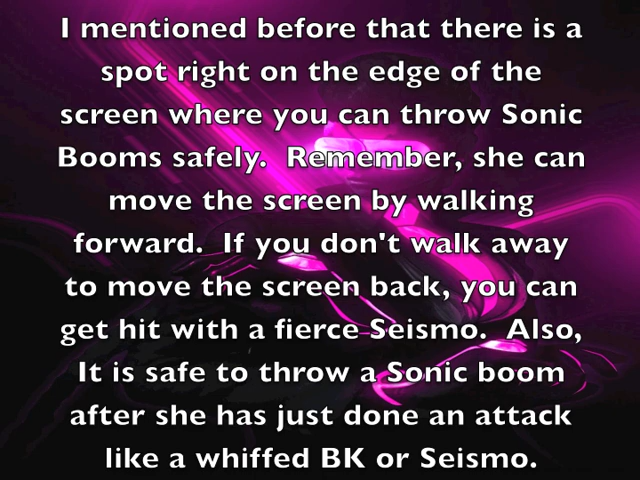 I mentioned before that there is a
spot right on the edge of the
screen where you can throw Sonic
Booms safely.  Remember, she can
move the screen by walking
forward.  If you don't walk away
to move the screen back, you can
get hit with a fierce Seismo.  Also,
It is safe to throw a Sonic boom
after she has just done an attack
like a whiffed BK or Seismo.